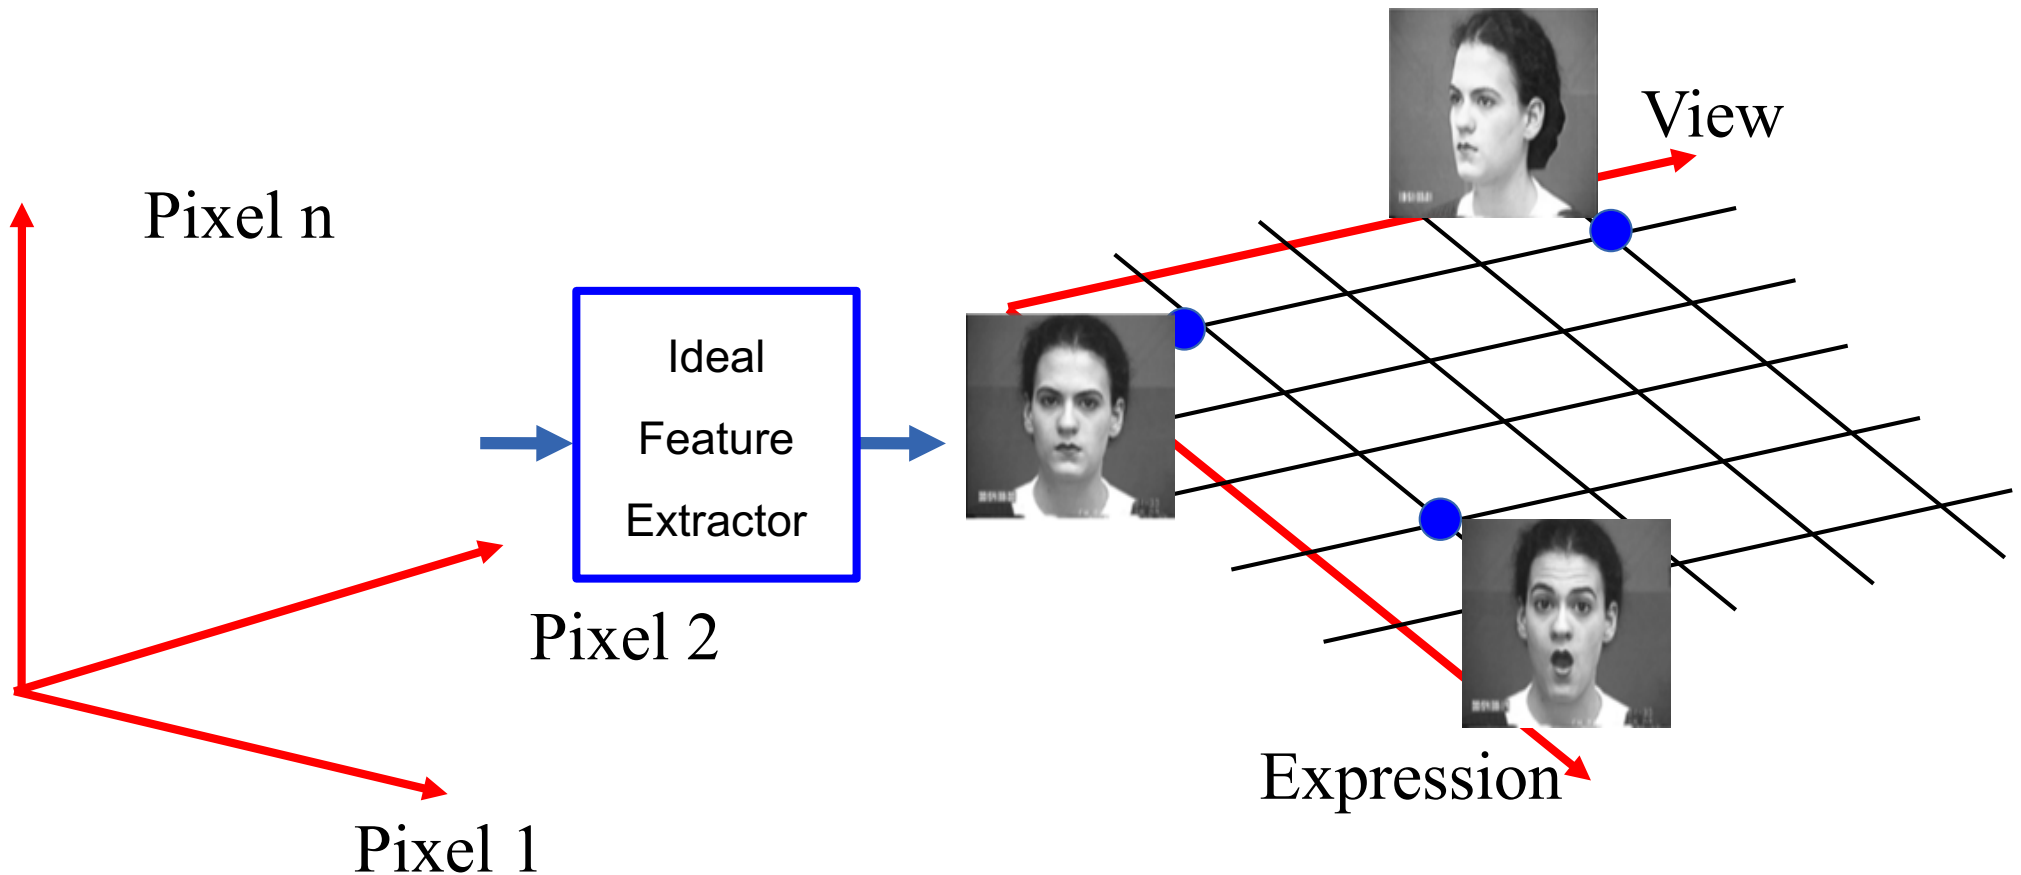 Pixel n
Ideal
Feature
Extractor
Pixel 2
Pixel 1
View
Expression